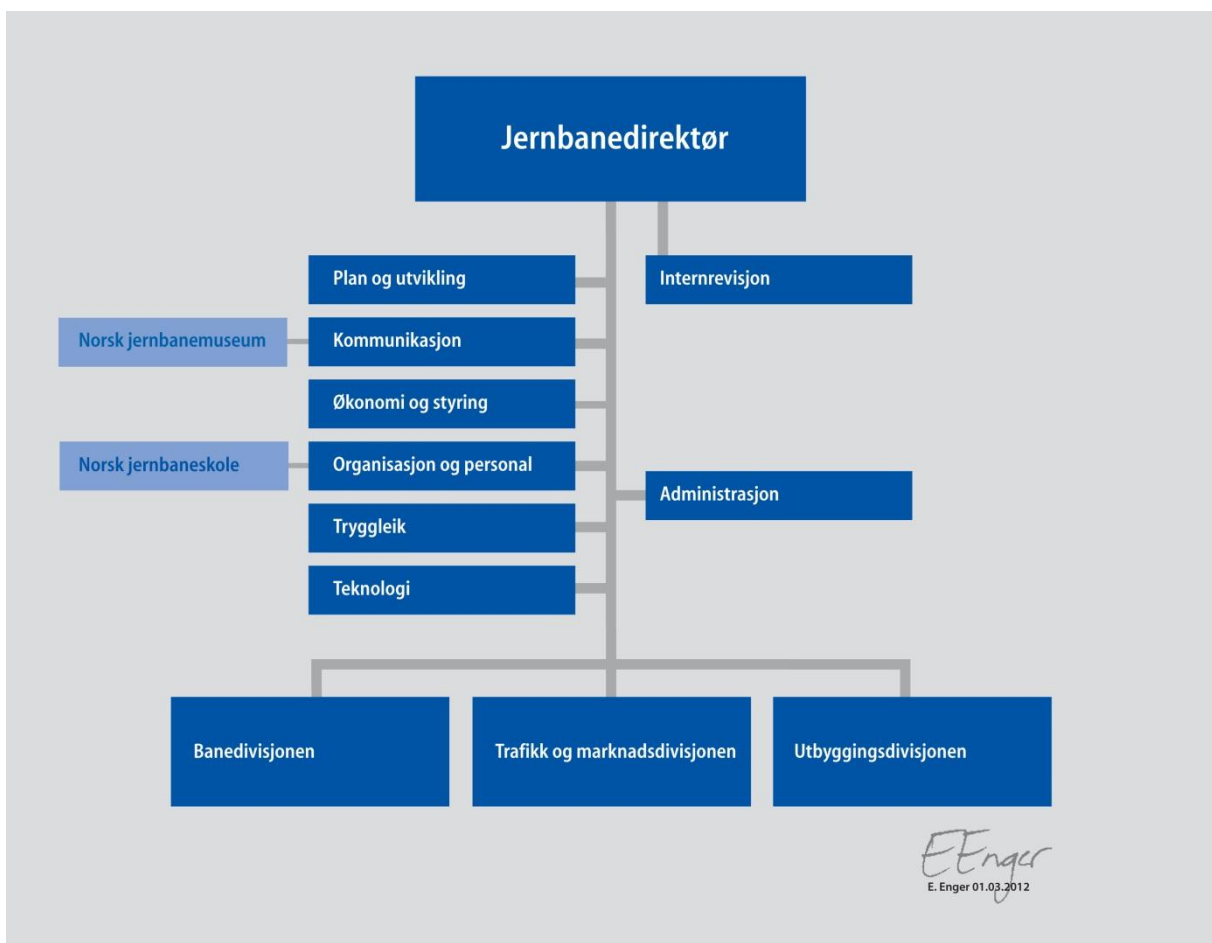 Jernbanedirektør
Plan og utvikling
Internrevisjon
Norsk jernbanemuseum
Kommunikasjon
Økonomi og styring
Norsk jernbaneskole
Organisasjon og personal
Administrasjon
Tryggleik
Teknologi
Banedivisjonen
Trafikk og marknadsdivisjonen
Utbyggingsdivisjonen
E Enger
E. Enger 01.03.2012